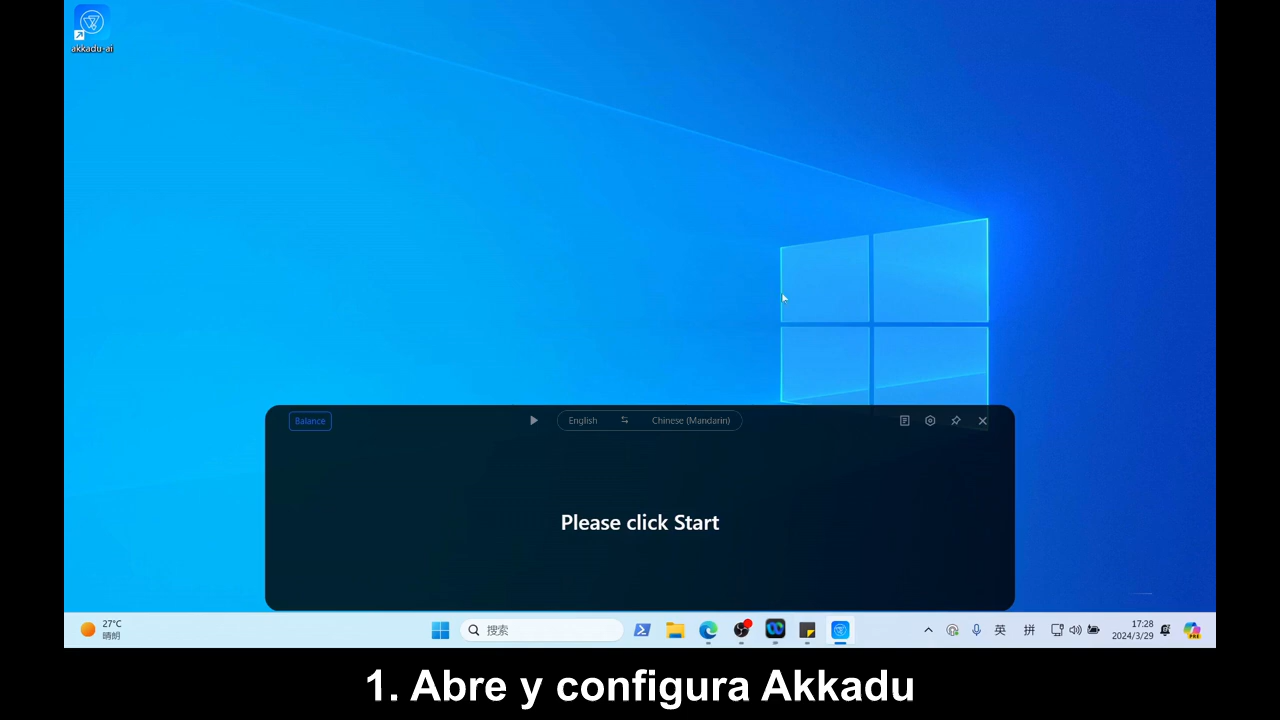 akkadu-ai
Balance
English
Chinese (Mandarin)
Please click Start
27°C
晴朗
搜索
英
拼
17:28
2024/3/29
PRE
1. Abre y configura Akkadu